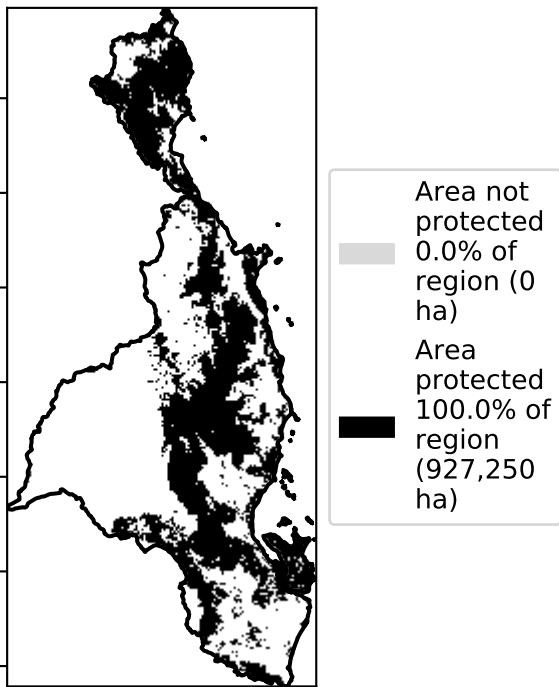 Area not
protected
0.0% of
region (0
ha)
Area
protected
100.0% of
region
(927,250
ha)